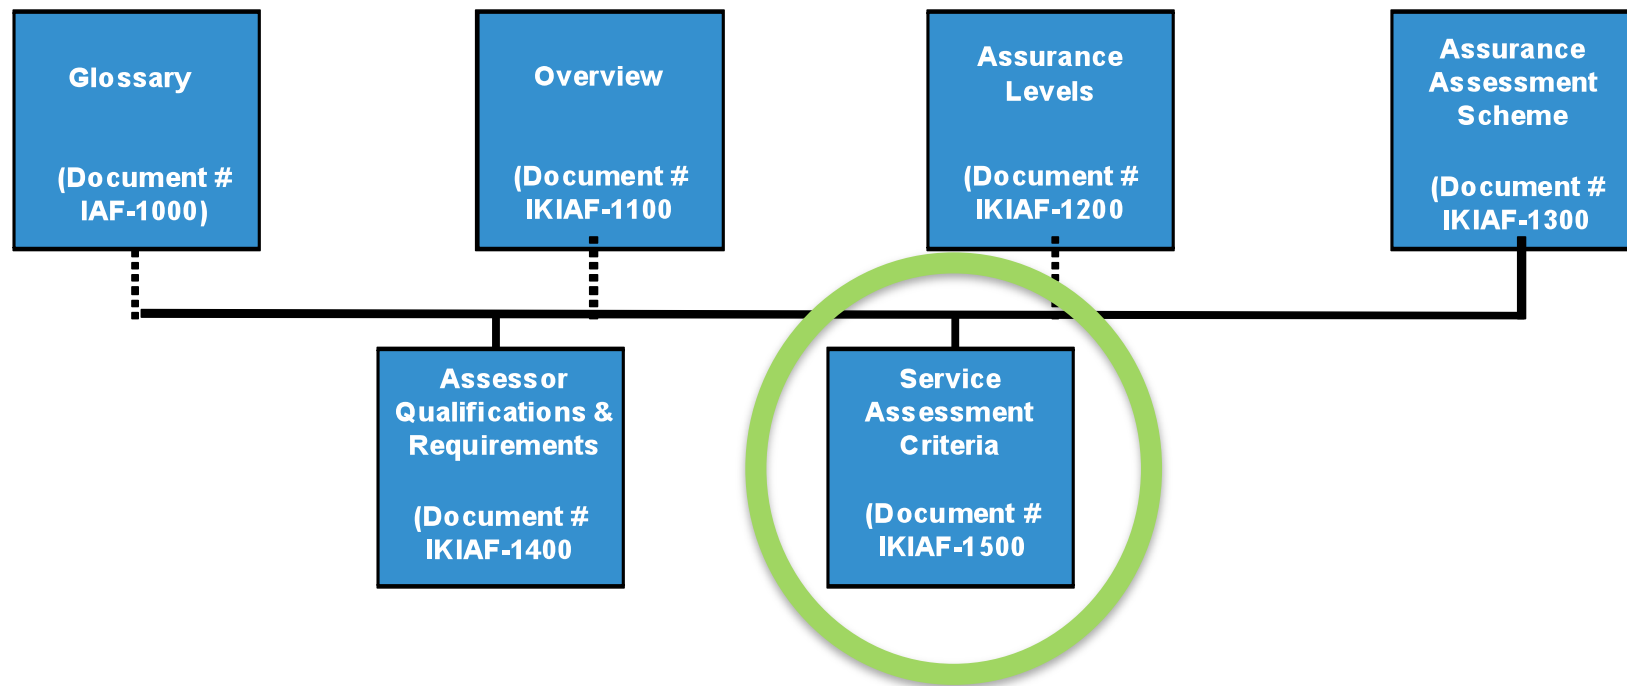 Glossary
(Document #
IAF-1000)
Overview
(Document #
IKIAF-1100
Assurance
Levels
(Document #
IKIAF-1200
Assurance
Assessment
Scheme
(Document #
IKIAF-1300
Assessor
Qualifications &
Requirements
(Document #
IKIAF-1400
Service
Assessment
Criteria
(Document #
IKIAF-1500